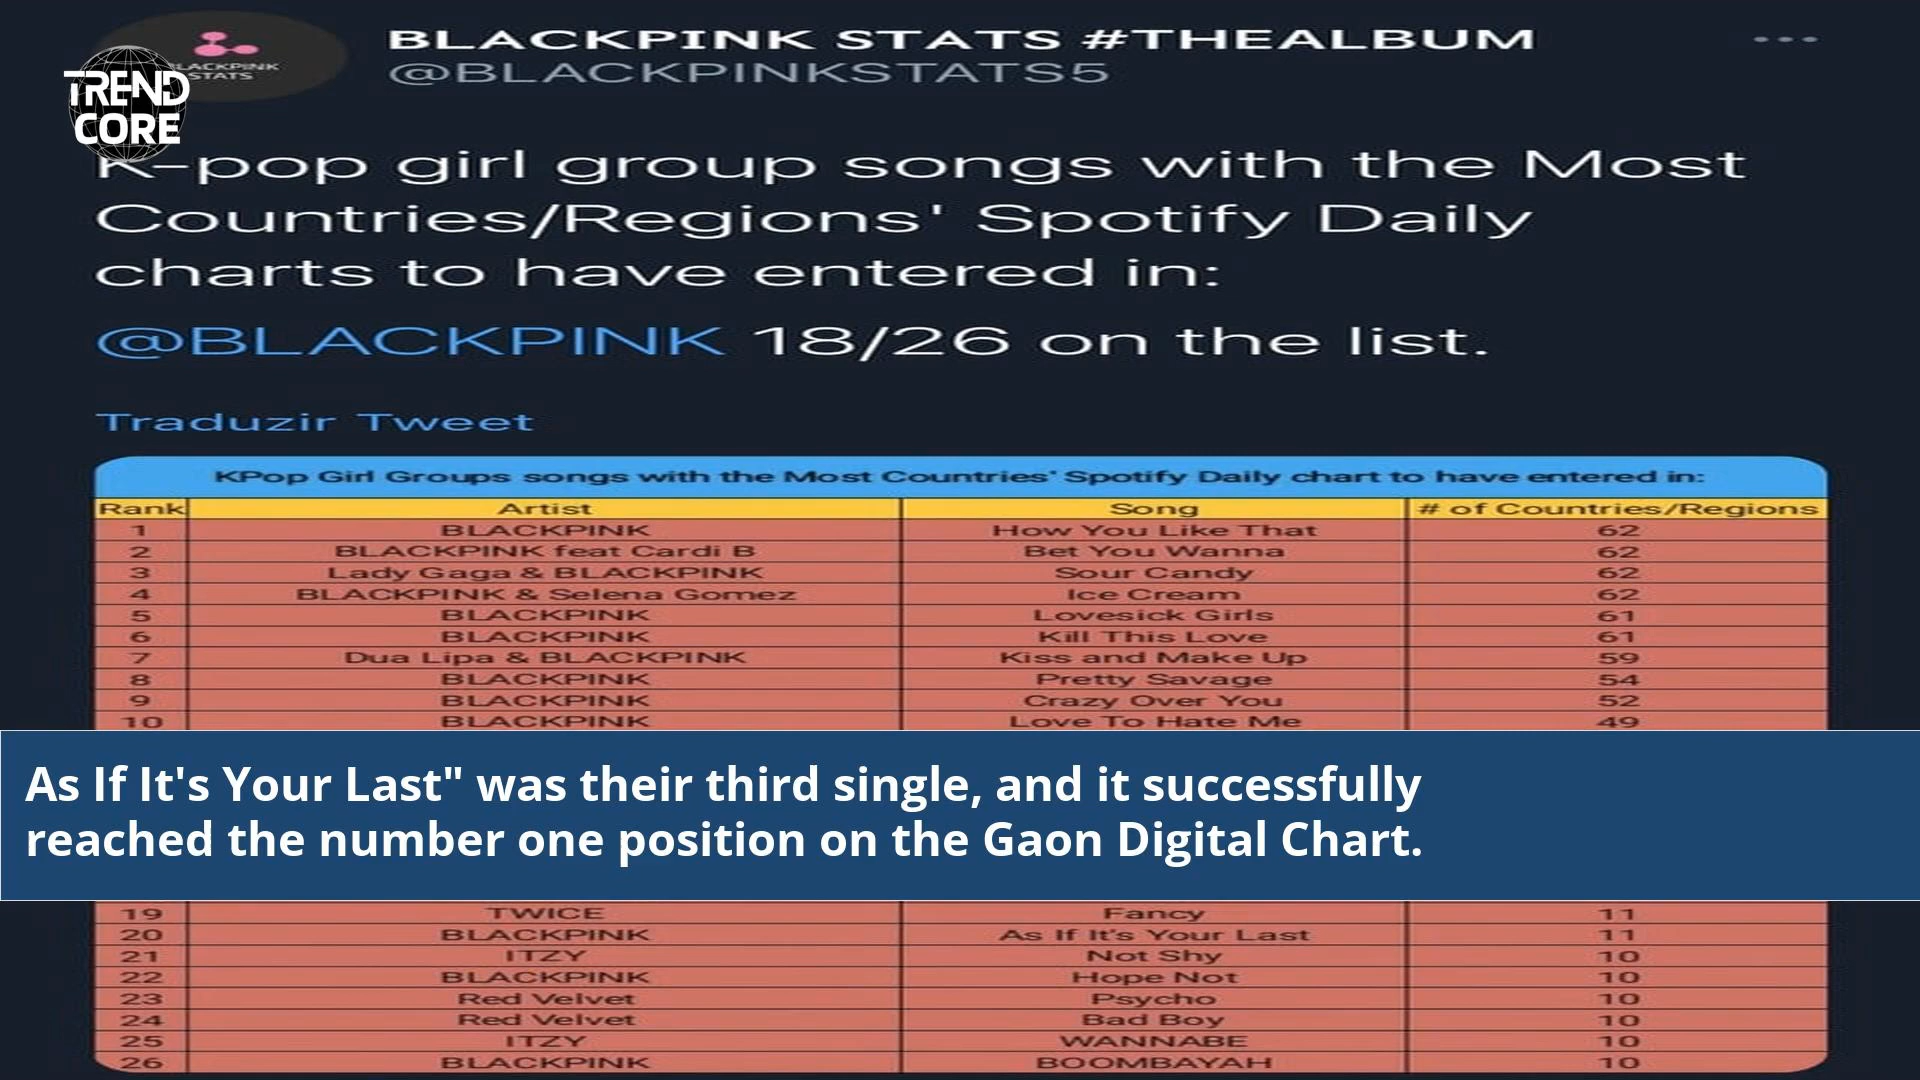 BLACKPINK STATS #THEALBUM
@BLACKPINKSTATS5
BLACKPINK
STATS
TREND
CORE
K-pop girl group songs with the Most
Countries/Regions' Spotify Daily
charts to have entered in:
@BLACKPINK 18/26 on the list.
Traduzir Tweet
KPop Girl Groups songs with the Most Countries' Spotify Daily chart to have entered in:
Rank Artist Song # of Countries/Regions
1 BLACKPINK How You Like That 62
2 BLACKPINK feat Cardi B Bet You Wanna 62
3 Lady Gaga & BLACKPINK Sour Candy 62
4 BLACKPINK & Selena Gomez Ice Cream 62
5 BLACKPINK Lovesick Girls 61
6 BLACKPINK Kill This Love 61
7 Dua Lipa & BLACKPINK Kiss and Make Up 59
8 BLACKPINK Pretty Savage 54
9 BLACKPINK Crazy Over You 52
10 BLACKPINK Love To Hate Me 49
As If It's Your Last" was their third single, and it successfully
reached the number one position on the Gaon Digital Chart.
19 TWICE Fancy 11
20 BLACKPINK As If It's Your Last 11
21 ITZY Not Shy 10
22 BLACKPINK Hope Not 10
23 Red Velvet Psycho 10
24 Red Velvet Bad Boy 10
25 ITZY WANNABE 10
26 BLACKPINK BOOMBAYAH 10